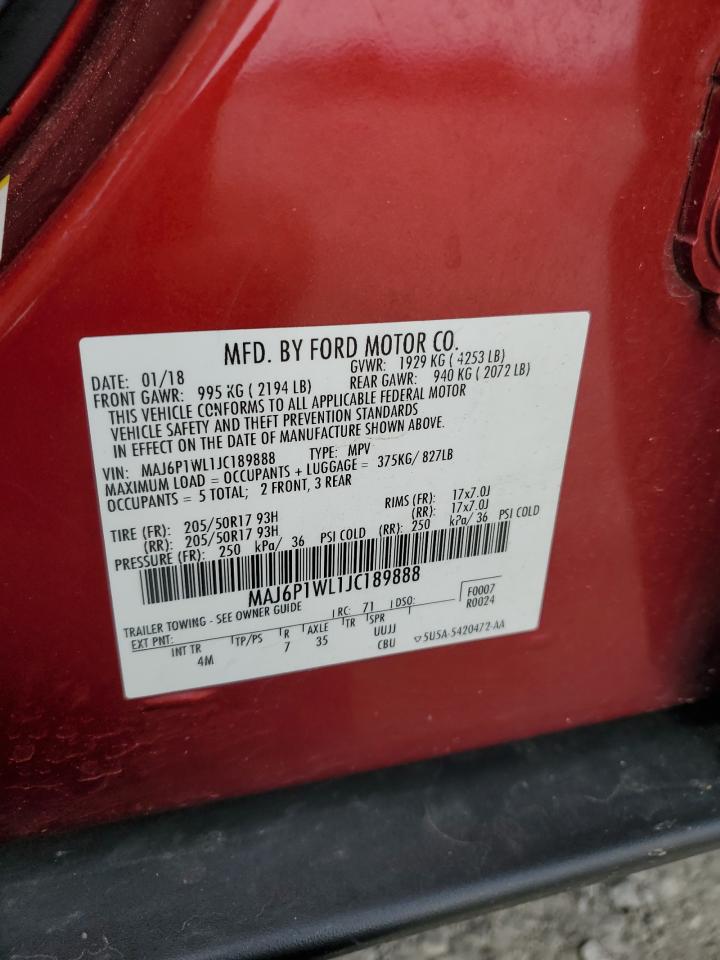 MFD. BY FORD MOTOR CO.
DATE: 01/18 GVWR: 1929 KG ( 4253 LB)
FRONT GAWR: 995 KG ( 2194 LB) REAR GAWR: 940 KG ( 2072 LB)
THIS VEHICLE CONFORMS TO ALL APPLICABLE FEDERAL MOTOR
VEHICLE SAFETY AND THEFT PREVENTION STANDARDS
IN EFFECT ON THE DATE OF MANUFACTURE SHOWN ABOVE.
VIN: MAJ6P1WL1JC189888 TYPE: MPV
MAXIMUM LOAD = OCCUPANTS + LUGGAGE = 375KG/ 827LB
OCCUPANTS = 5 TOTAL; 2 FRONT, 3 REAR
TIRE (FR): 205/50R17 93H RIMS (FR): 17x7.0J
(RR): 205/50R17 93H (RR): 17x7.0J
PRESSURE (FR): 250 kPa/ 36 PSI COLD (RR): 250 kPa/ 36 PSI COLD
MAJ6P1WL1JC189888
TRAILER TOWING - SEE OWNER GUIDE RC: 71 DSO: F0007
EXT PNT: R0024
INT TR TP/PS R AXLE TR SPR
4M 7 35 UUJJ
CBU 5U5A-5420472-AA